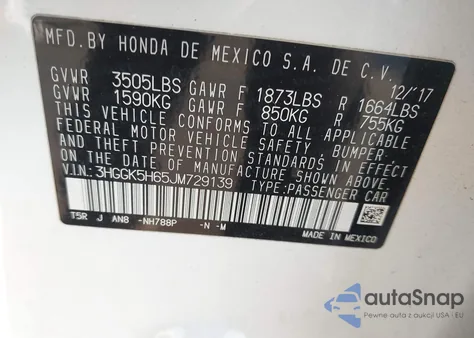 MFD. BY HONDA DE MEXICO S.A. DE C.V.
12/'17
GVWR 3505LBS GAWR F 1873LBS R 1664LBS
GVWR 1590KG GAWR F 850KG R 755KG
THIS VEHICLE CONFORMS TO ALL APPLICABLE
FEDERAL MOTOR VEHICLE SAFETY, BUMPER,
AND THEFT PREVENTION STANDARDS IN EFFECT
ON THE DATE OF MANUFACTURE SHOWN ABOVE.
V.I.N.: 3HGGK5H65JM729139 TYPE: PASSENGER CAR
T5R J AN8 -NH788P -N -M
MADE IN MEXICO
autoSnap
Pewne auta z licytacji USA i EU